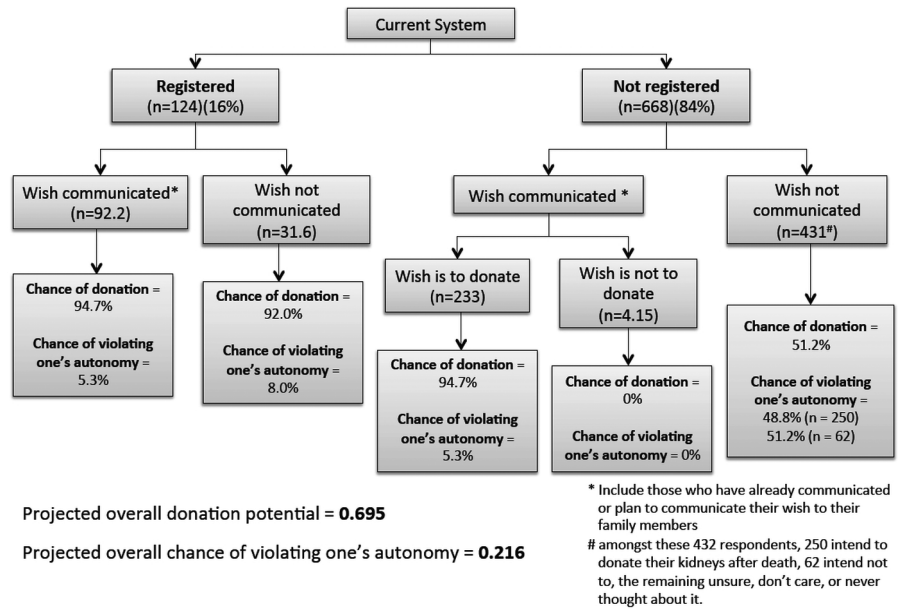 Current System
Registered
(n=124)(16%)
Not registered
(n=668)(84%)
Wish communicated*
(n=92.2)
Wish not
communicated
(n=31.6)
Wish communicated *
Wish not
communicated
(n=431#)
Wish is to donate
(n=233)
Wish is not to
donate
(n=4.15)
Chance of donation =
94.7%
Chance of violating
one's autonomy =
5.3%
Chance of donation =
92.0%
Chance of violating
one's autonomy =
8.0%
Chance of donation =
94.7%
Chance of violating
one's autonomy =
5.3%
Chance of donation =
0%
Chance of violating
one's autonomy = 0%
Chance of donation =
51.2%
Chance of violating
one's autonomy =
48.8% (n = 250)
51.2% (n = 62)
Projected overall donation potential = 0.695
Projected overall chance of violating one's autonomy = 0.216
* Include those who have already communicated
or plan to communicate their wish to their
family members
# amongst these 432 respondents, 250 intend to
donate their kidneys after death, 62 intend not
to, the remaining unsure, don't care, or never
thought about it.